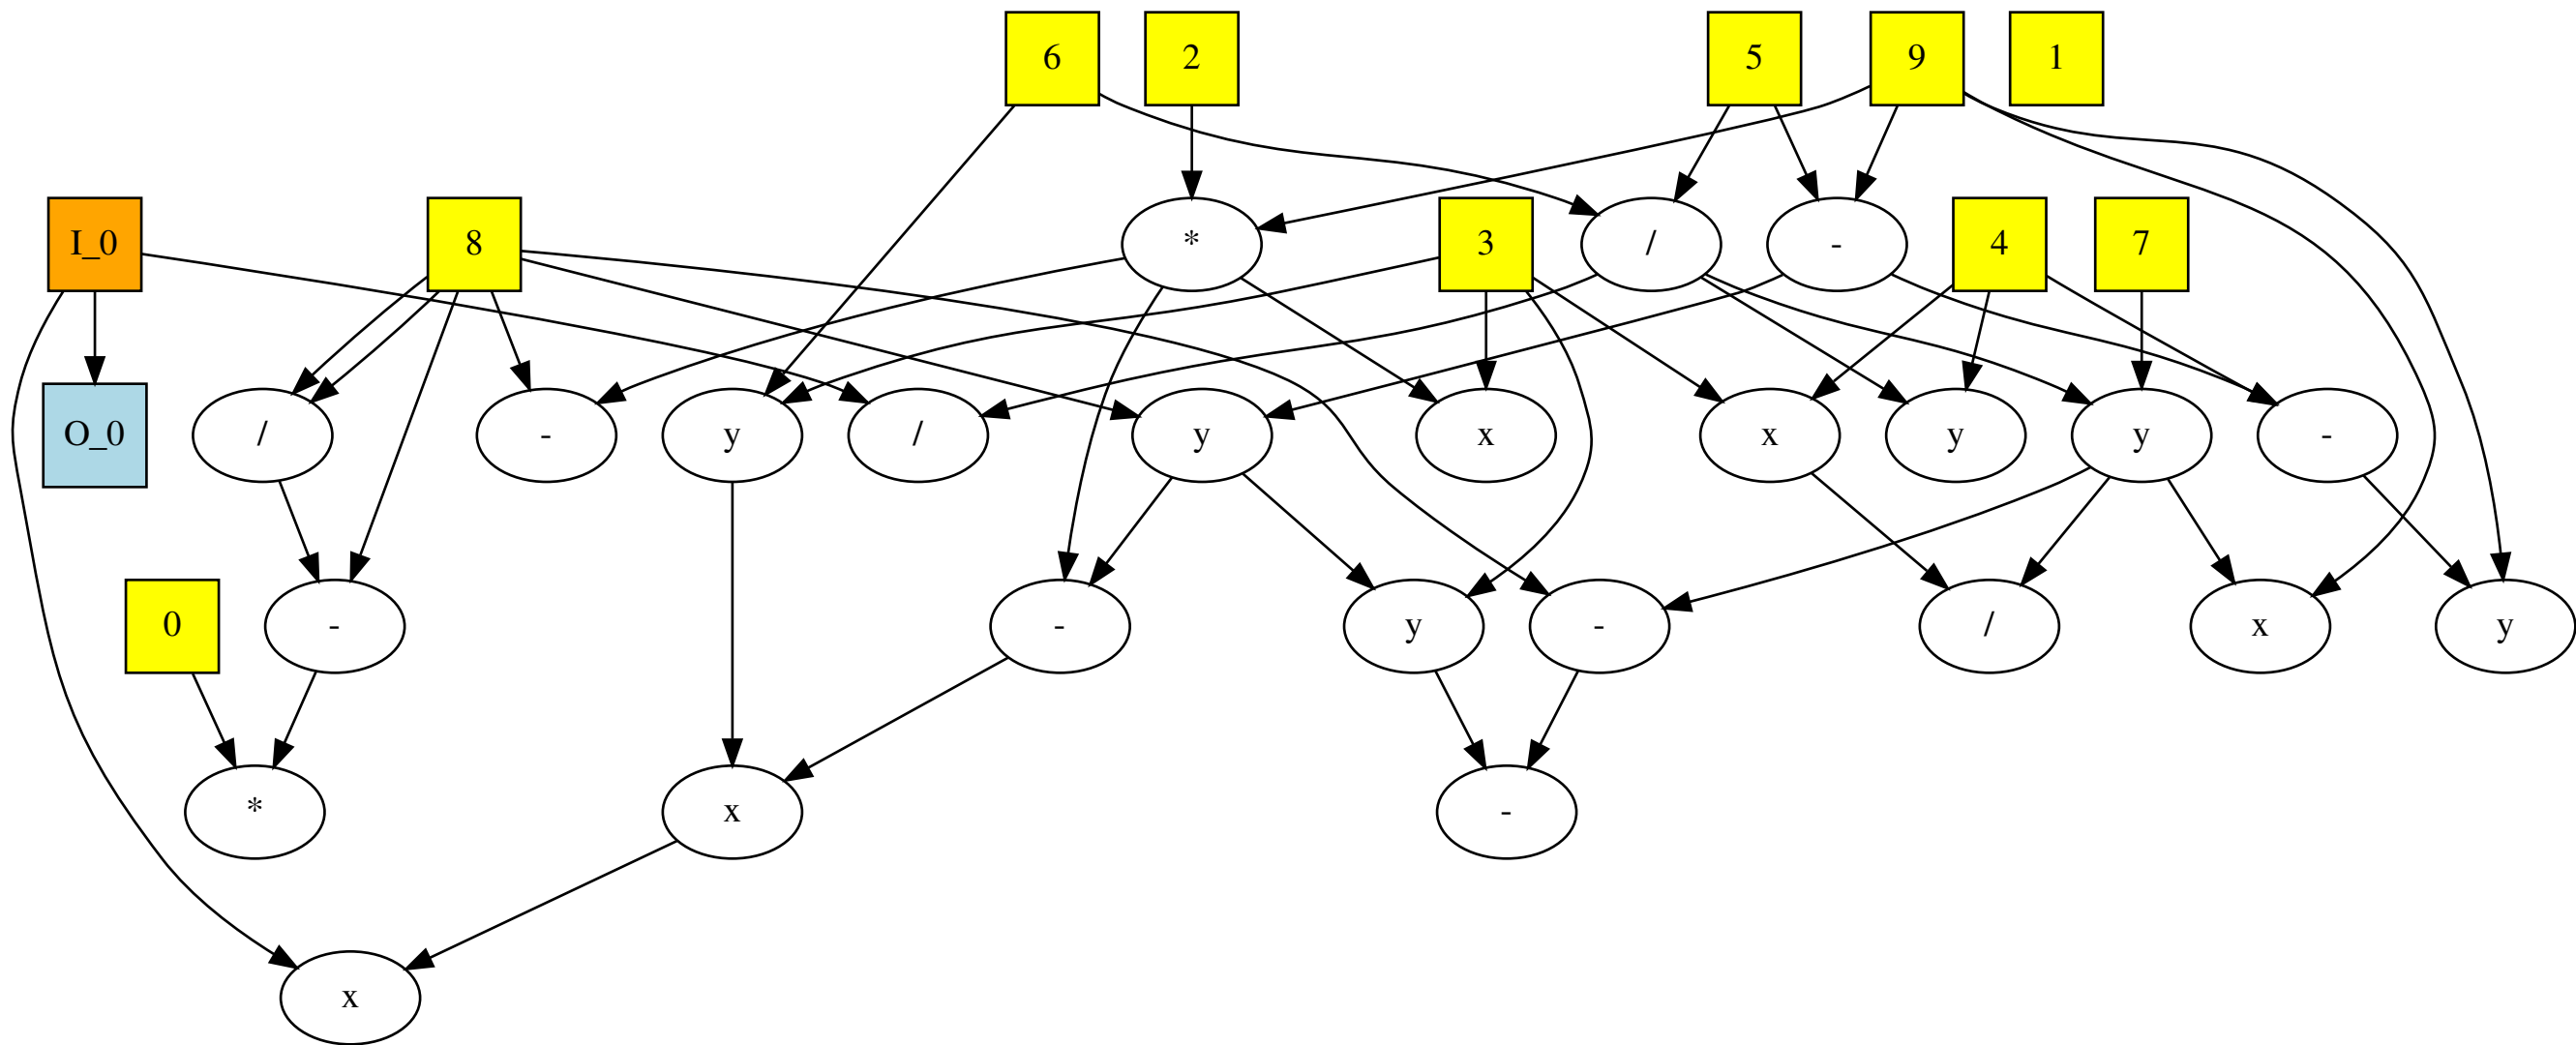 6 2 5 9 1
I_0 8 * 3 / - 4 7
O_0 / - y / y x x y y -
0 - - y - / x y
* x -
x